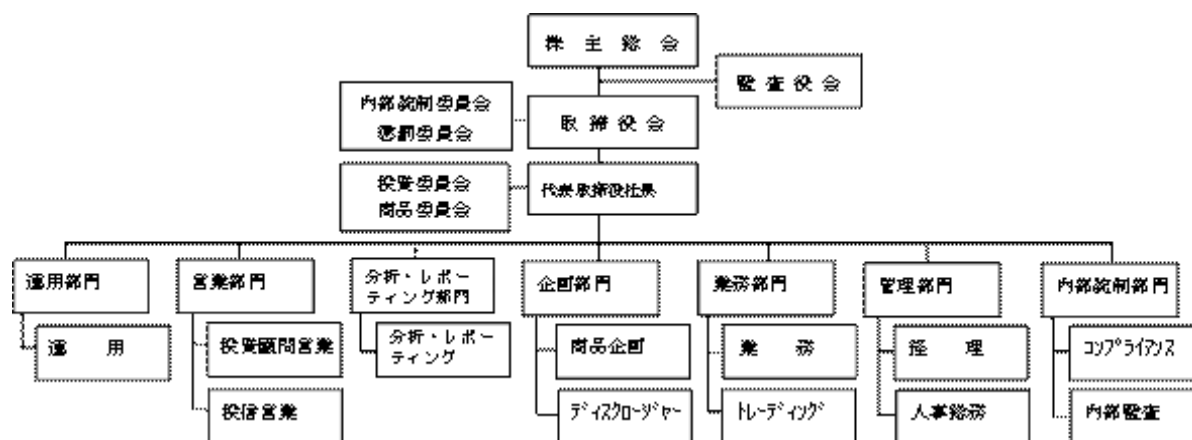 株主総会
監査役会
内部統制委員会
懲罰委員会
取締役会
投資委員会
商品委員会
代表取締役社長
運用部門
営業部門
分析・レポー
ティング部門
企画部門
業務部門
管理部門
内部統制部門
運用
投資顧問営業
分析・レポー
ティング
商品企画
業務
経理
コンプライアンス
投信営業
ディスクロージャー
トレーディング
人事総務
内部監査